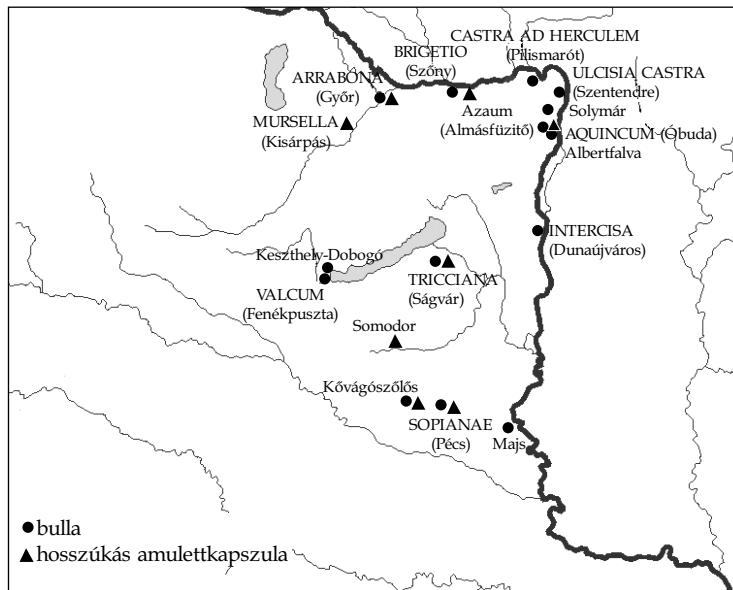 CASTRA AD HERCULEM
(Pilismarót)
BRIGETIO
(Szőny)
ULCISIA CASTRA
(Szentendre)
ARRABONA
(Győr)
Solymár
MURSELLA
(Kisárpás)
Azaum
(Almásfüzitő)
AQUINCUM (Óbuda)
Albertfalva
INTERCISA
(Dunaújváros)
Keszthely-Dobogó
VALCUM
(Fenékpuszta)
TRICCIANA
(Ságvár)
Somodor
Kővágószőlős
SOPIANAE
(Pécs)
Majs
bulla
hosszúkás amulettkapszula